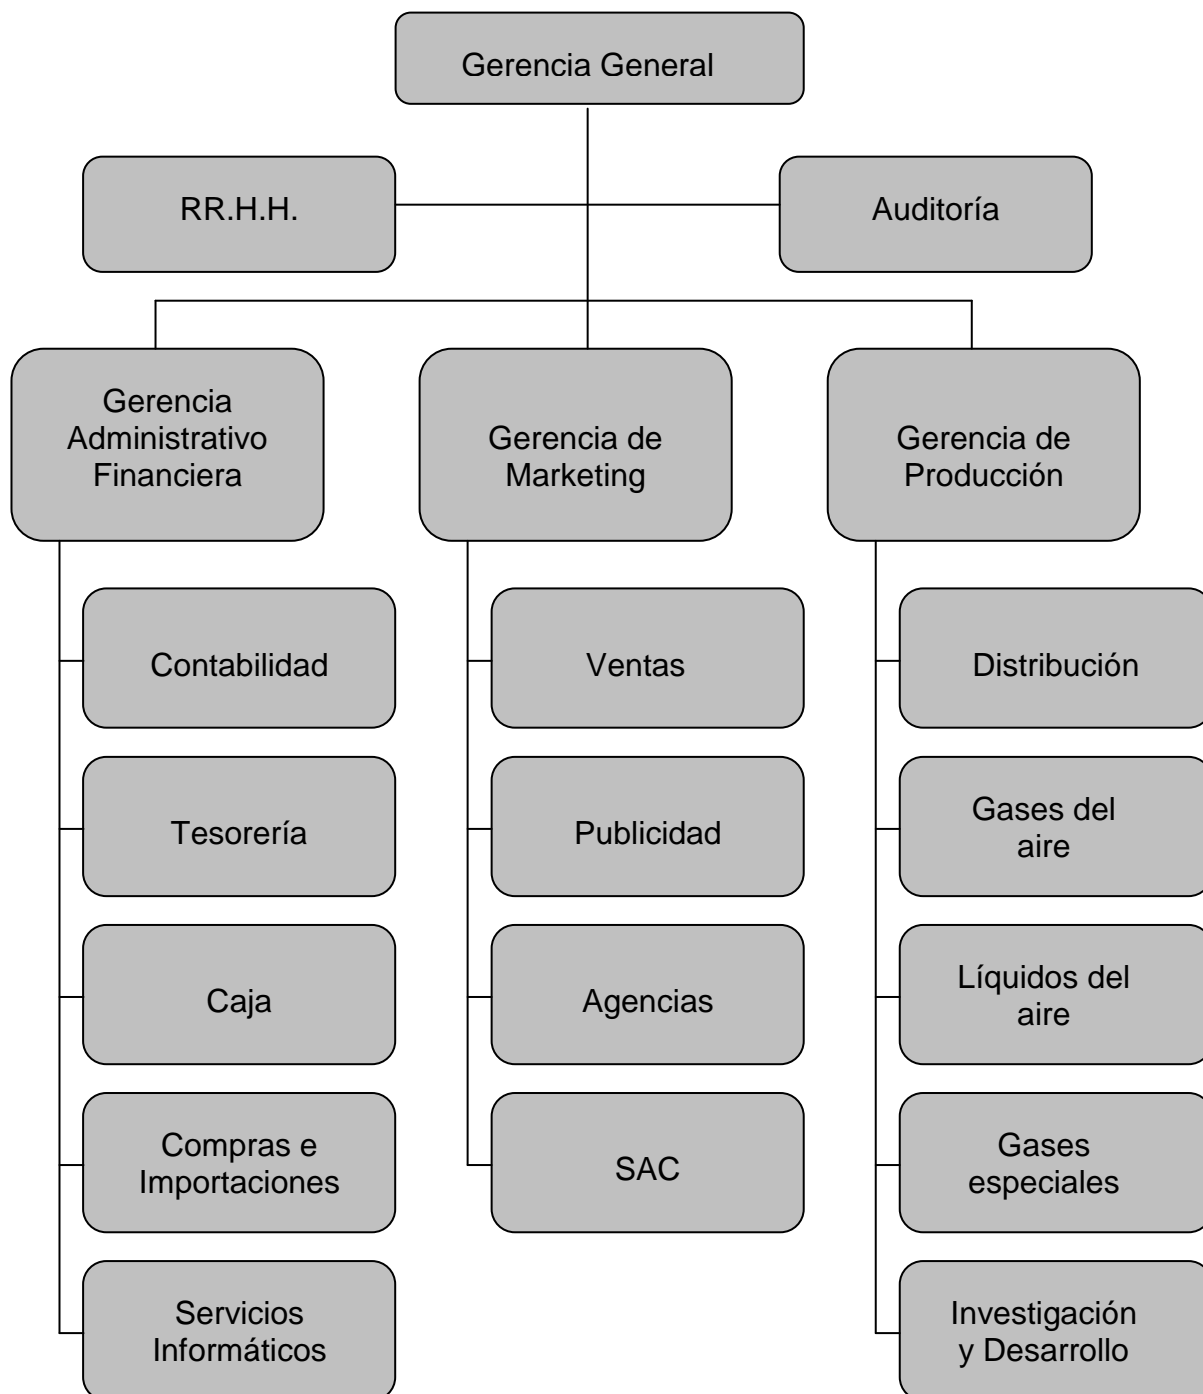 Gerencia General
RR.H.H.
Auditoría
Gerencia
Administrativo
Financiera
Gerencia de
Marketing
Gerencia de
Producción
Contabilidad
Ventas
Distribución
Tesorería
Publicidad
Gases del
aire
Caja
Agencias
Líquidos del
aire
Compras e
Importaciones
SAC
Gases
especiales
Servicios
Informáticos
Investigación
y Desarrollo